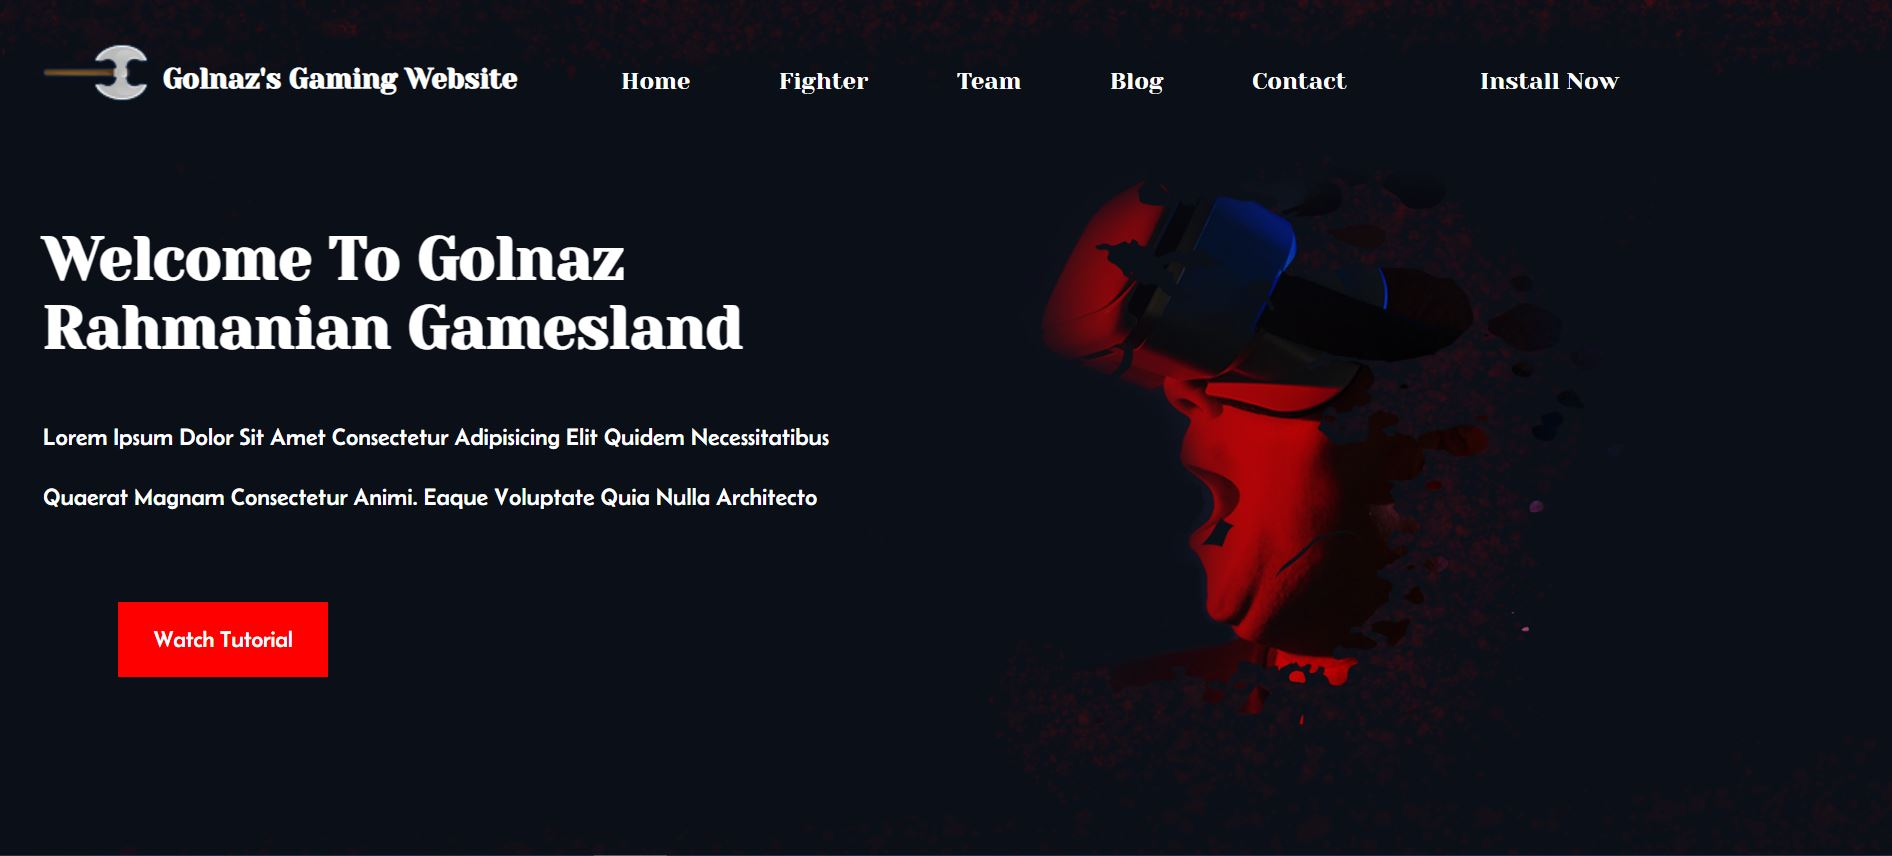 Golnaz's Gaming Website
Home
Fighter
Team
Blog
Contact
Install Now
Welcome To Golnaz
Rahmanian Gamesland
Lorem Ipsum Dolor Sit Amet Consectetur Adipisicing Elit Quidem Necessitatibus
Quaerat Magnam Consectetur Animi. Eaque Voluptate Quia Nulla Architecto
Watch Tutorial